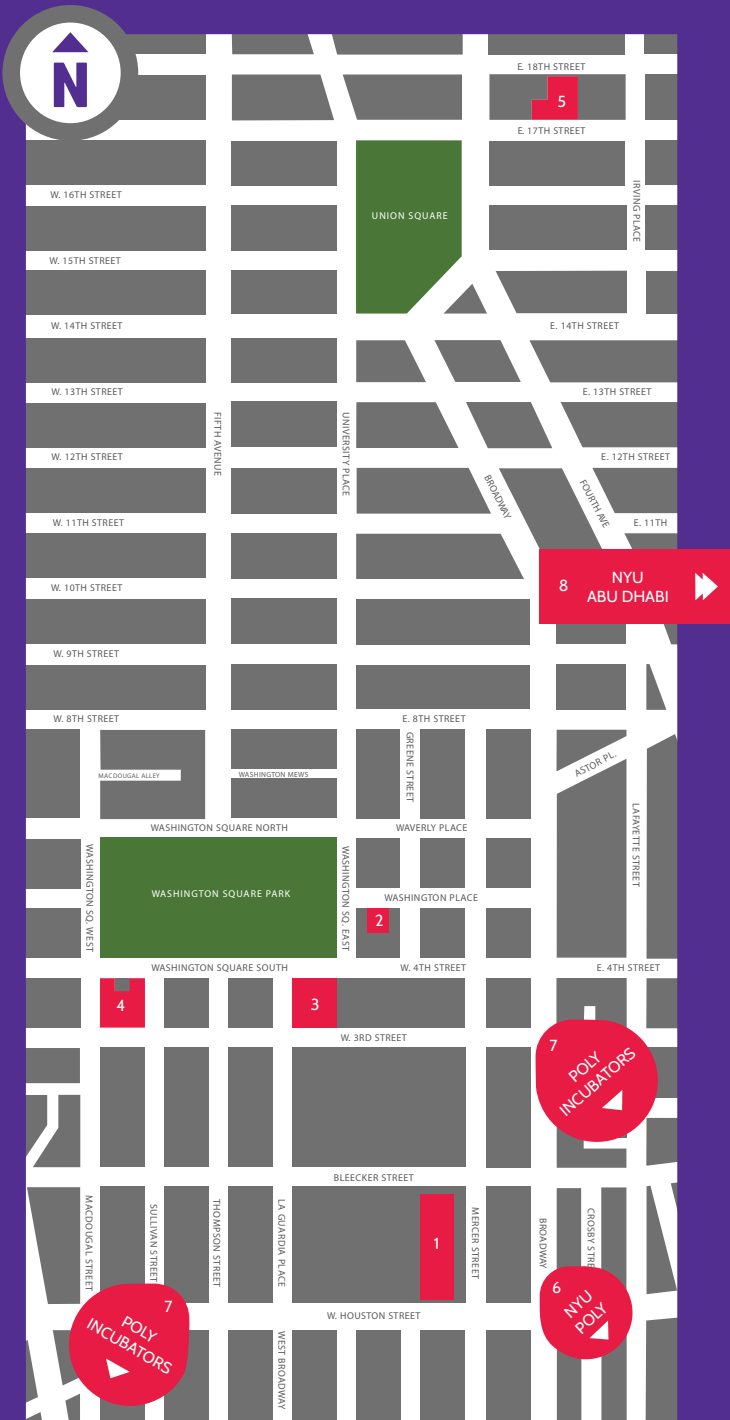 N
E. 18TH STREET
5
E. 17TH STREET
W. 16TH STREET
IRVING PLACE
UNION SQUARE
W. 15TH STREET
W. 14TH STREET
E. 14TH STREET
W. 13TH STREET
E. 13TH STREET
FIFTH AVENUE
UNIVERSITY PLACE
W. 12TH STREET
E. 12TH STREET
BROADWAY
FOURTH AVE
W. 11TH STREET
E. 11TH
W. 10TH STREET
8
NYU
ABU DHABI
W. 9TH STREET
W. 8TH STREET
E. 8TH STREET
GREENE STREET
MACDOUGAL ALLEY
WASHINGTON MEWS
ASTOR PL.
WASHINGTON SQUARE NORTH
WAVERLY PLACE
LAFAYETTE STREET
WASHINGTON SQ. WEST
WASHINGTON SQUARE PARK
WASHINGTON SQ. EAST
WASHINGTON PLACE
2
WASHINGTON SQUARE SOUTH
W. 4TH STREET
E. 4TH STREET
4
3
W. 3RD STREET
7
POLY
INCUBATORS
BLEECKER STREET
MACDOUGAL STREET
SULLIVAN STREET
THOMPSON STREET
LA GUARDIA PLACE
1
MERCER STREET
BROADWAY
CROSBY STRE
6
NYU
POLY
7
POLY
INCUBATORS
W. HOUSTON STREET
WEST BROADWAY